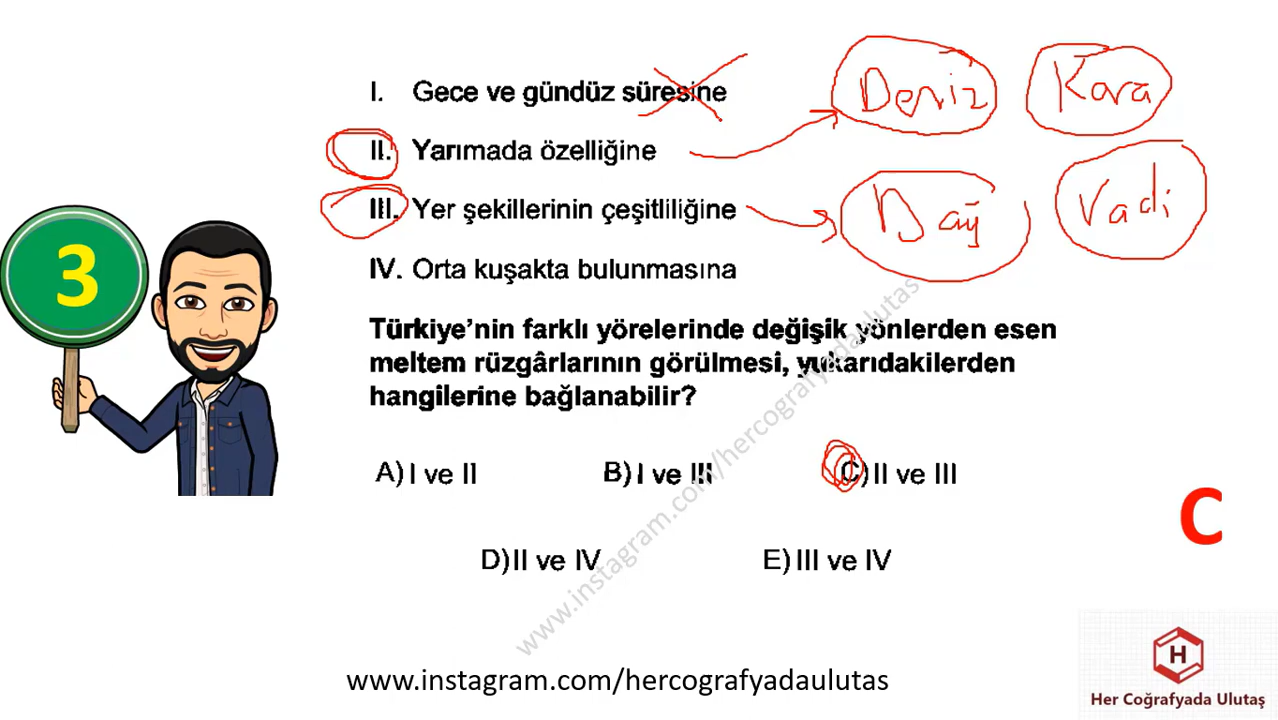 I. Gece ve gündüz süresine
Deniz
Kara
II. Yarımada özelliğine
III. Yer şekillerinin çeşitliliğine
Dağ
Vadi
IV. Orta kuşakta bulunmasına
3
Türkiye'nin farklı yörelerinde değişik yönlerden esen
meltem rüzgârlarının görülmesi, yukarıdakilerden
hangilerine bağlanabilir?
A) I ve II
B) I ve III
C) II ve III
D) II ve IV
E) III ve IV
C
www.instagram.com/hercografyadaulutas
www.instagram.com/hercografyadaulutas
H
Her Coğrafyada Ulutaş